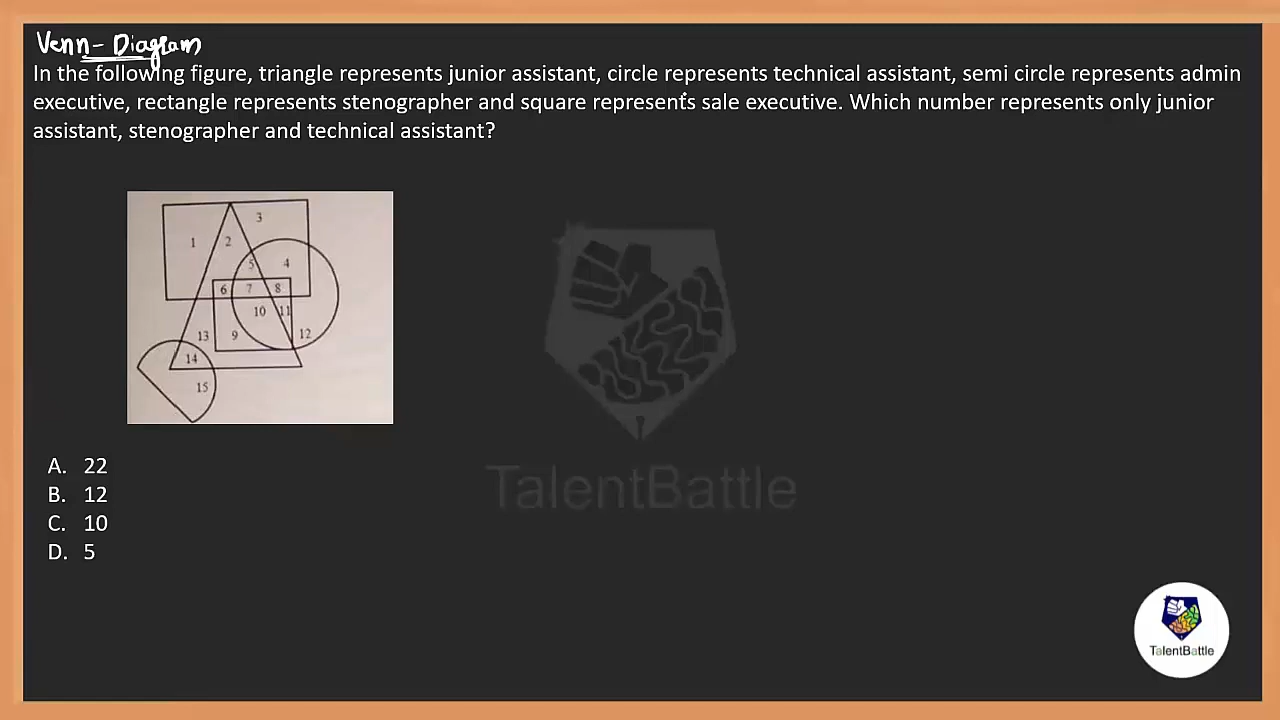 Venn-Diagram
In the following figure, triangle represents junior assistant, circle represents technical assistant, semi circle represents admin
executive, rectangle represents stenographer and square represents sale executive. Which number represents only junior
assistant, stenographer and technical assistant?
3
1 2
5 4
6 7 8
10 11
13 9 12
14
15
TalentBattle
A. 22
B. 12
C. 10
D. 5
TalentBattle